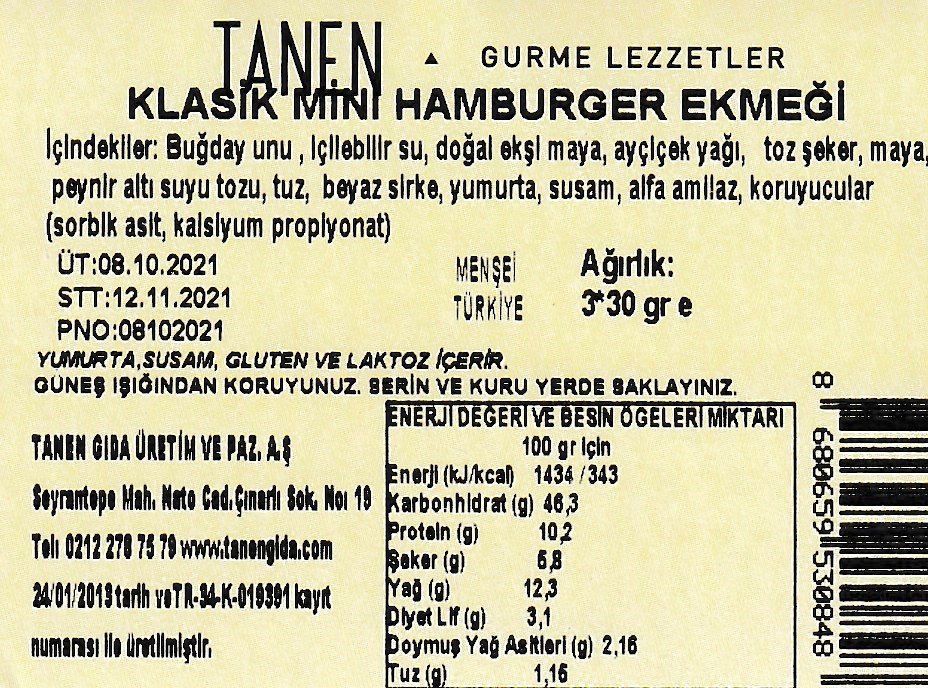 TANEN ▲ GURME LEZZETLER
KLASİK MİNİ HAMBURGER EKMEĞİ
İçindekiler: Buğday unu , içilebilir su, doğal ekşi maya, ayçiçek yağı, toz şeker, maya,
peynir altı suyu tozu, tuz, beyaz sirke, yumurta, susam, alfa amilaz, koruyucular
(sorbik asit, kalsiyum propiyonat)
ÜT:08.10.2021
STT:12.11.2021
PNO:08102021
MENŞEİ
TÜRKİYE
Ağırlık:
3*30 gr e
YUMURTA,SUSAM, GLUTEN VE LAKTOZ İÇERİR.
GÜNEŞ IŞIĞINDAN KORUYUNUZ. SERİN VE KURU YERDE SAKLAYINIZ.
TANEN GIDA ÜRETİM VE PAZ. A.Ş
Seyrantepe Mah. Nato Cad.Çınarlı Sok. No: 19
Tel: 0212 278 75 79 www.tanengida.com
24/01/2013 tarih ve TR-34-K-019391 kayıt
numarası ile üretilmiştir.
ENERJİ DEĞERİ VE BESİN ÖGELERİ MİKTARI
100 gr için
Enerji (kJ/kcal) 1434 /343
Karbonhidrat (g) 46,3
Protein (g) 10,2
Şeker (g) 6,8
Yağ (g) 12,3
Diyet Lif (g) 3,1
Doymuş Yağ Asitleri (g) 2,16
Tuz (g) 1,16
8 680659 530848